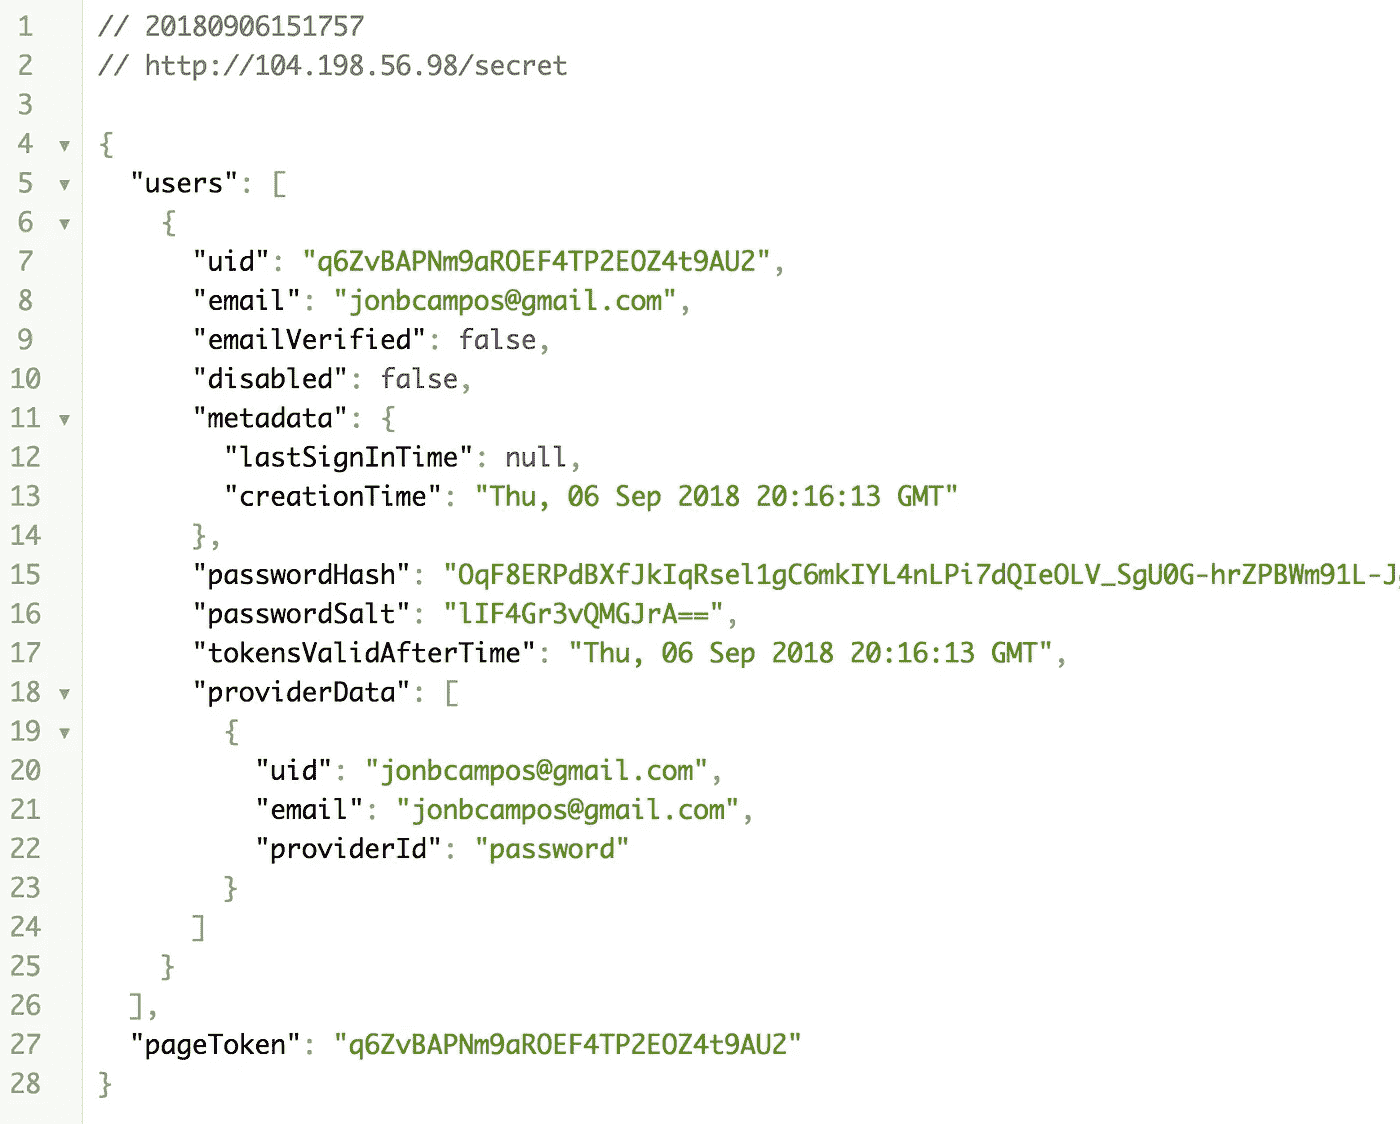 1 // 20180906151757
2 // http://104.198.56.98/secret
3
4 {
5 "users": [
6 {
7 "uid": "q6ZvBAPNm9aROEF4TP2EOZ4t9AU2",
8 "email": "jonbcampos@gmail.com",
9 "emailVerified": false,
10 "disabled": false,
11 "metadata": {
12 "lastSignInTime": null,
13 "creationTime": "Thu, 06 Sep 2018 20:16:13 GMT"
14 },
15 "passwordHash": "OqF8ERPdBXfJkIqRsel1gC6mkIYL4nLPi7dQIeOLV_SgU0G-hrZPBWm91L-J
16 "passwordSalt": "lIF4Gr3vQMGJrA==",
17 "tokensValidAfterTime": "Thu, 06 Sep 2018 20:16:13 GMT",
18 "providerData": [
19 {
20 "uid": "jonbcampos@gmail.com",
21 "email": "jonbcampos@gmail.com",
22 "providerId": "password"
23 }
24 ]
25 }
26 ],
27 "pageToken": "q6ZvBAPNm9aROEF4TP2EOZ4t9AU2"
28 }